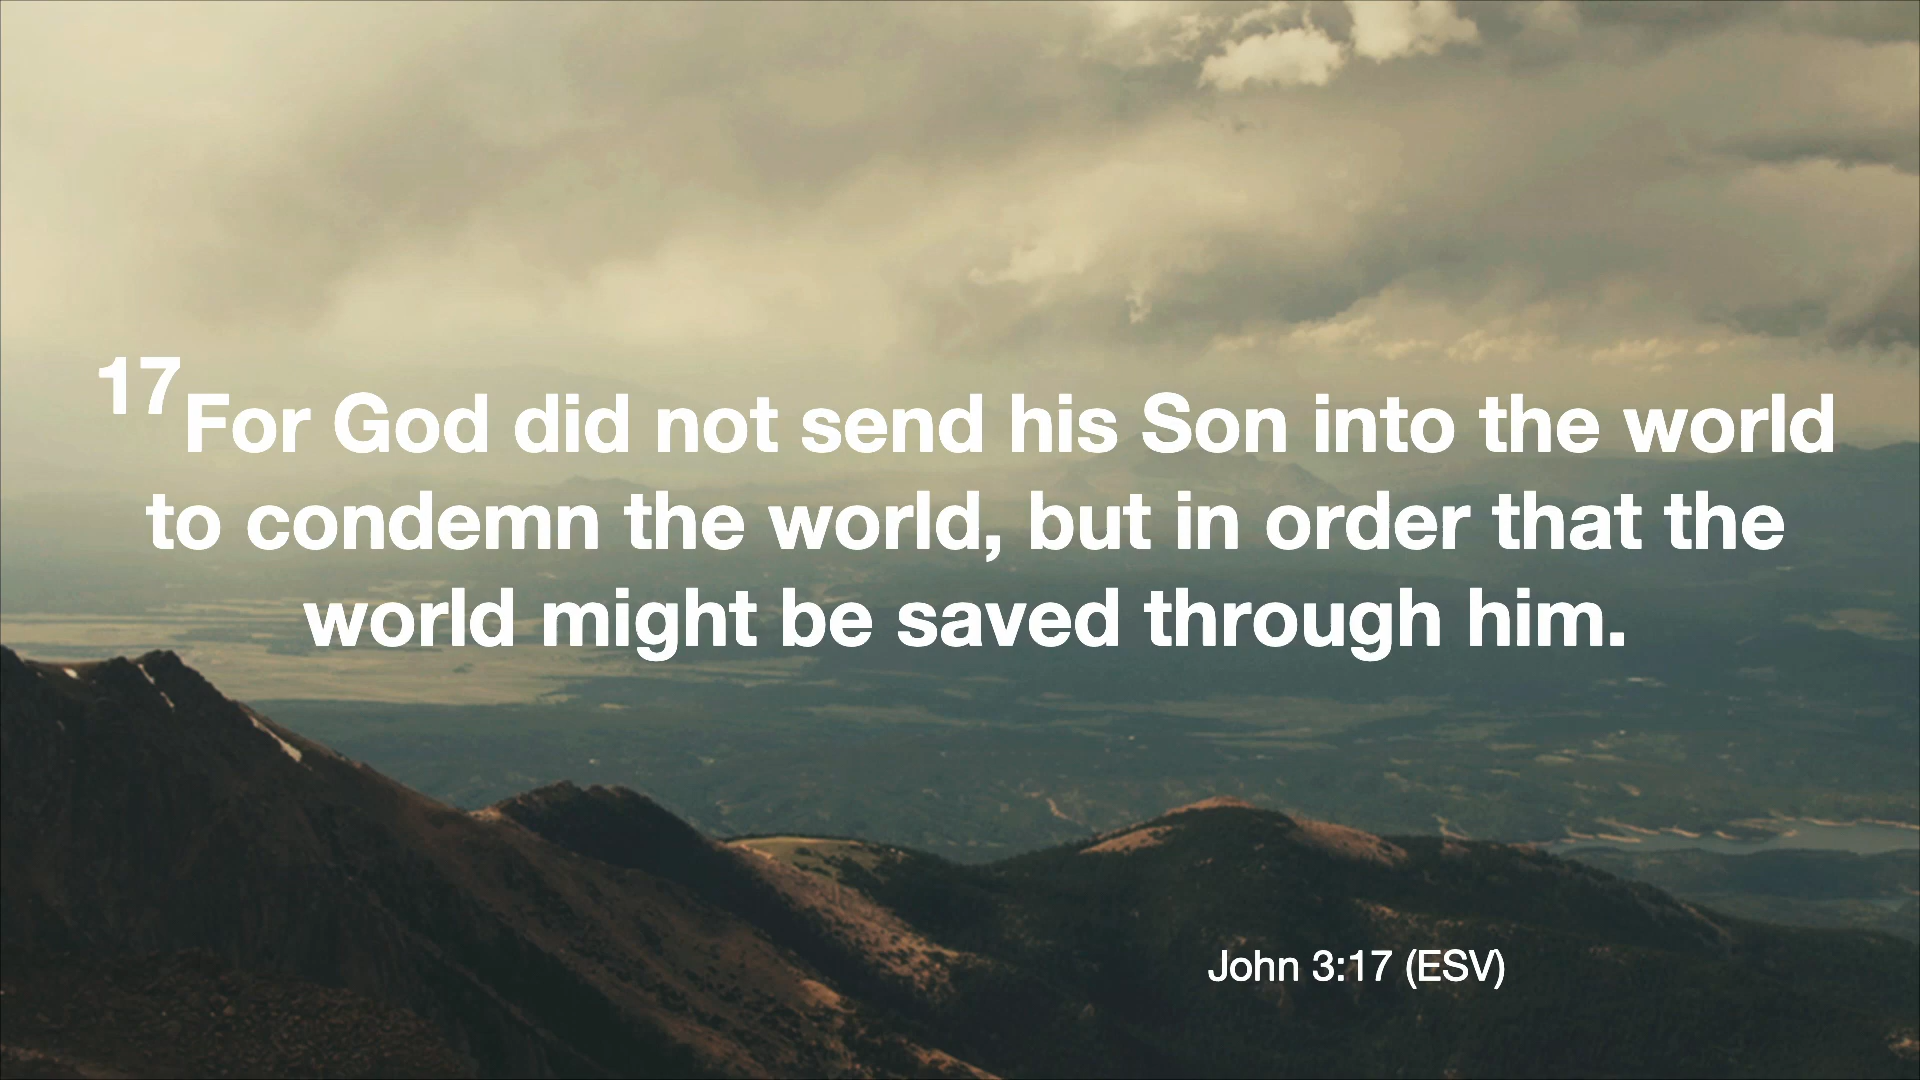 17For God did not send his Son into the world
to condemn the world, but in order that the
world might be saved through him.
John 3:17 (ESV)